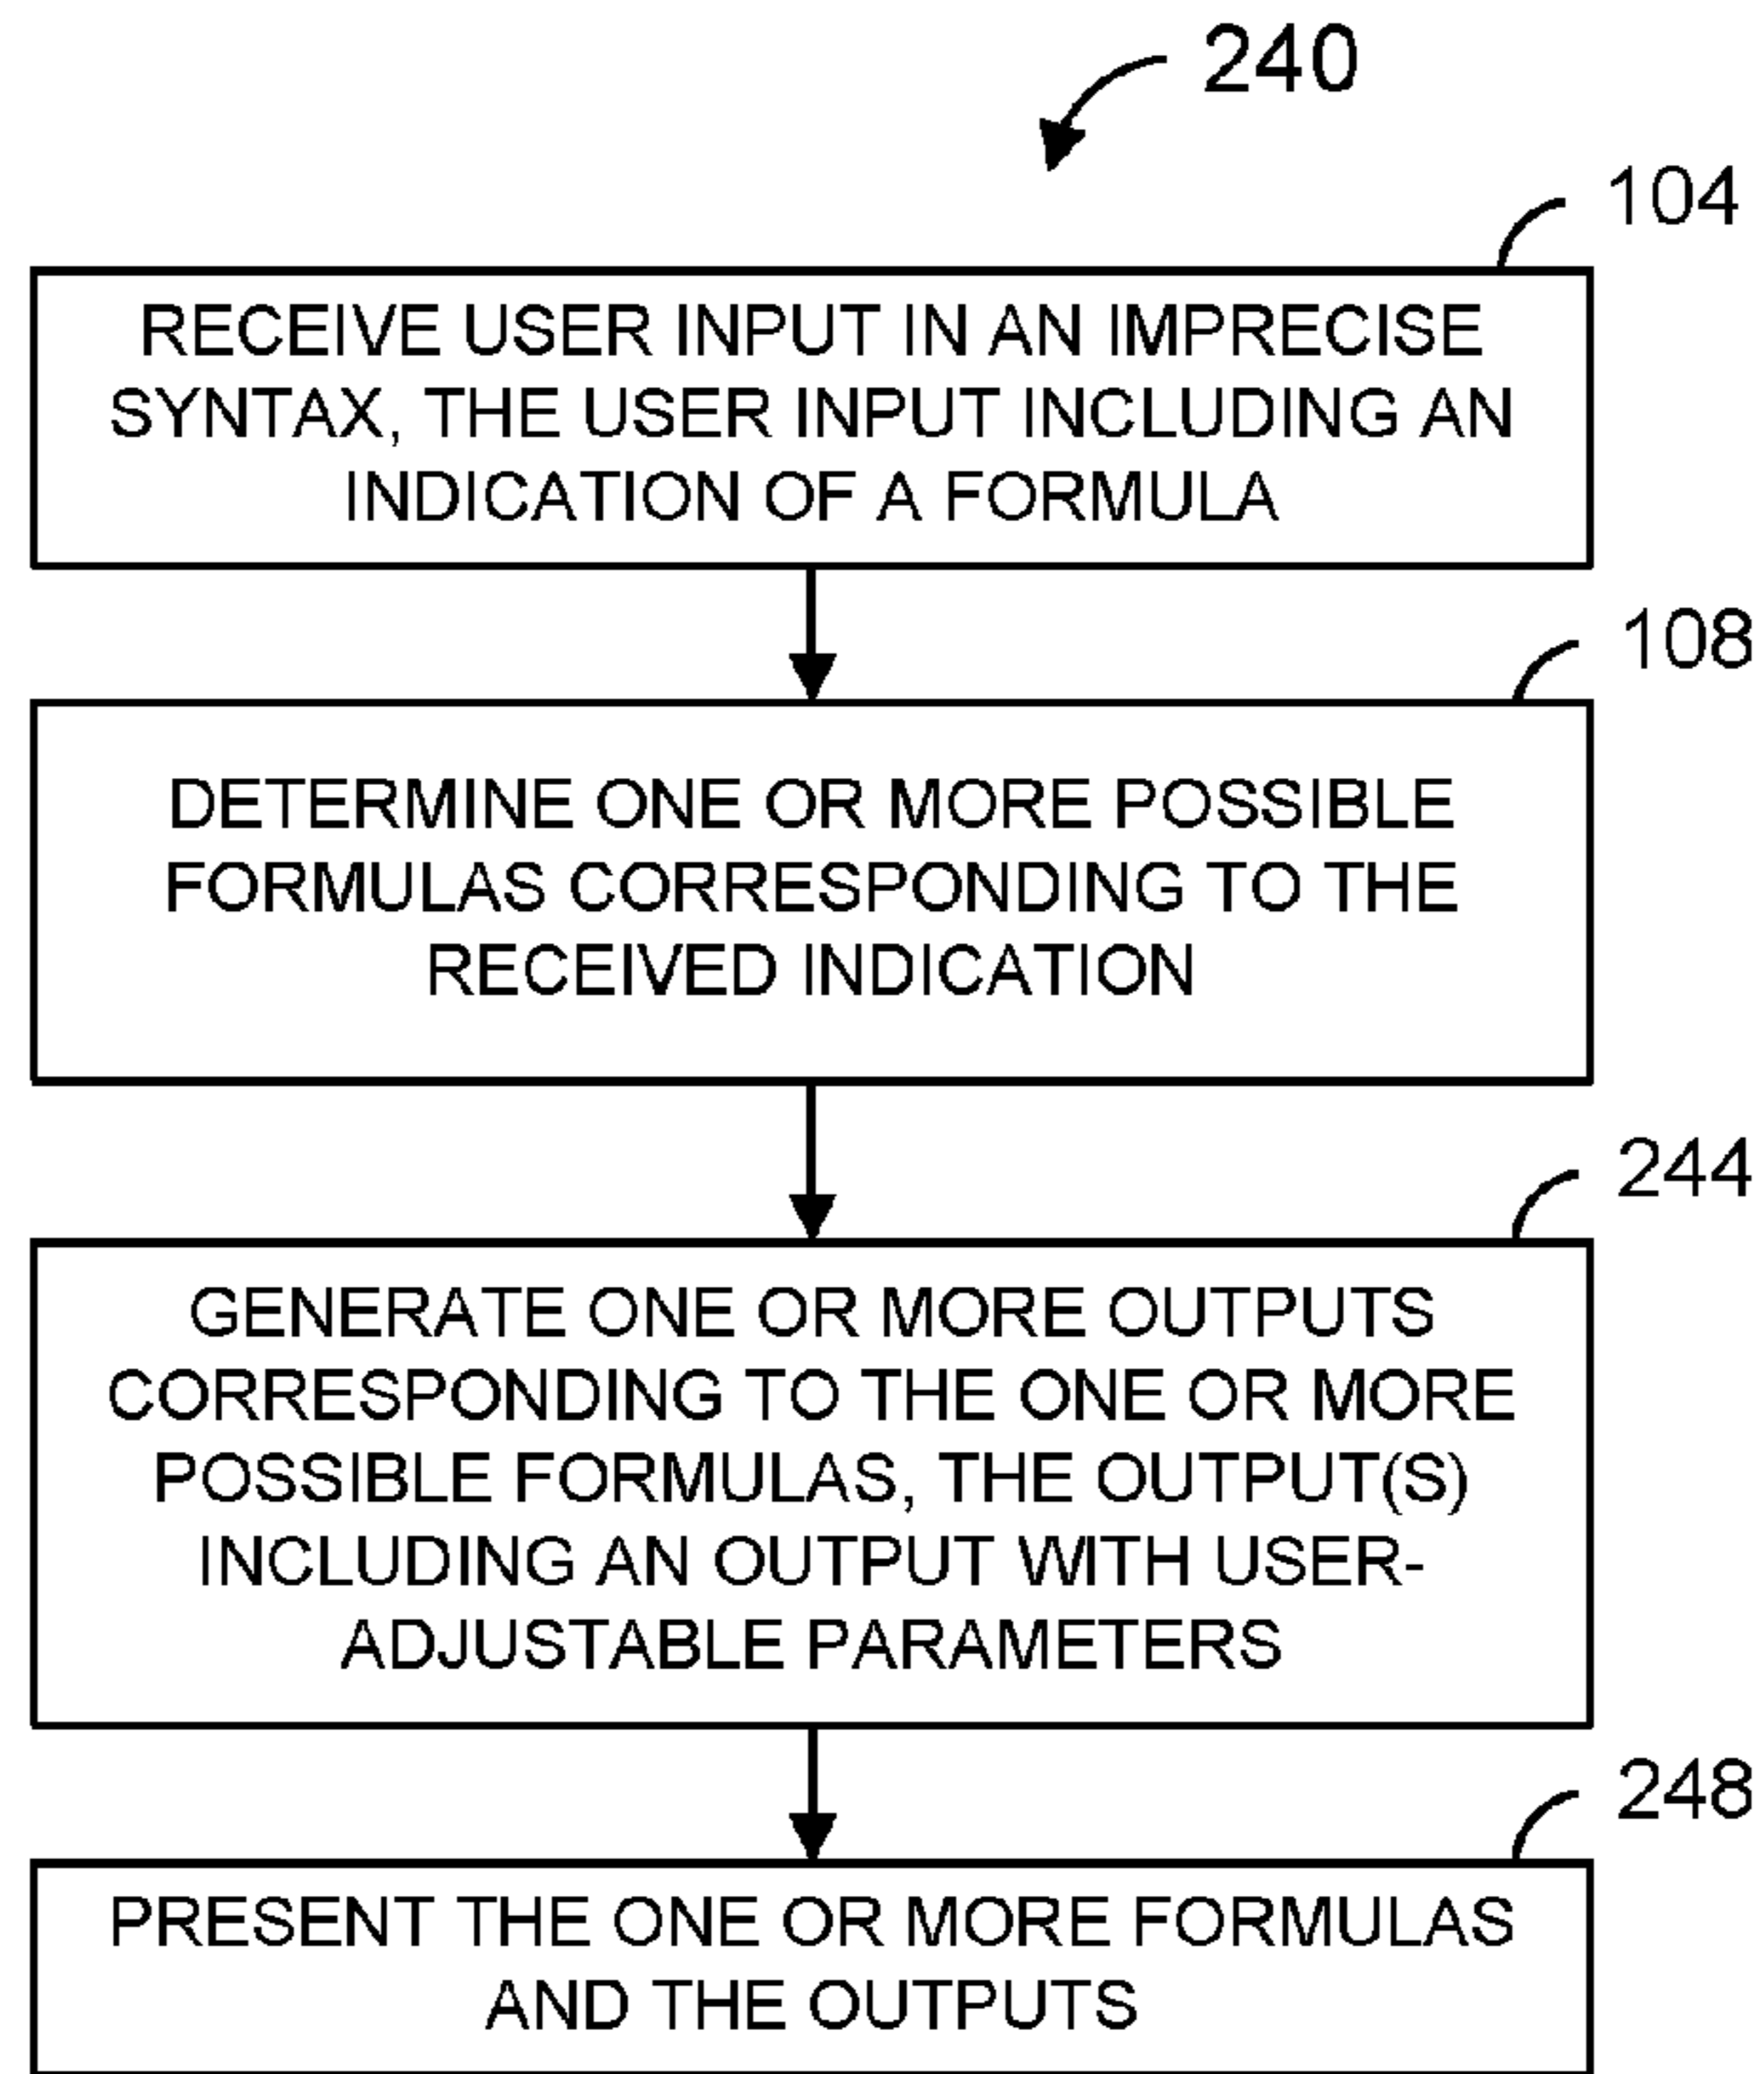 240
104
RECEIVE USER INPUT IN AN IMPRECISE
SYNTAX, THE USER INPUT INCLUDING AN
INDICATION OF A FORMULA
108
DETERMINE ONE OR MORE POSSIBLE
FORMULAS CORRESPONDING TO THE
RECEIVED INDICATION
244
GENERATE ONE OR MORE OUTPUTS
CORRESPONDING TO THE ONE OR MORE
POSSIBLE FORMULAS, THE OUTPUT(S)
INCLUDING AN OUTPUT WITH USER-
ADJUSTABLE PARAMETERS
248
PRESENT THE ONE OR MORE FORMULAS
AND THE OUTPUTS